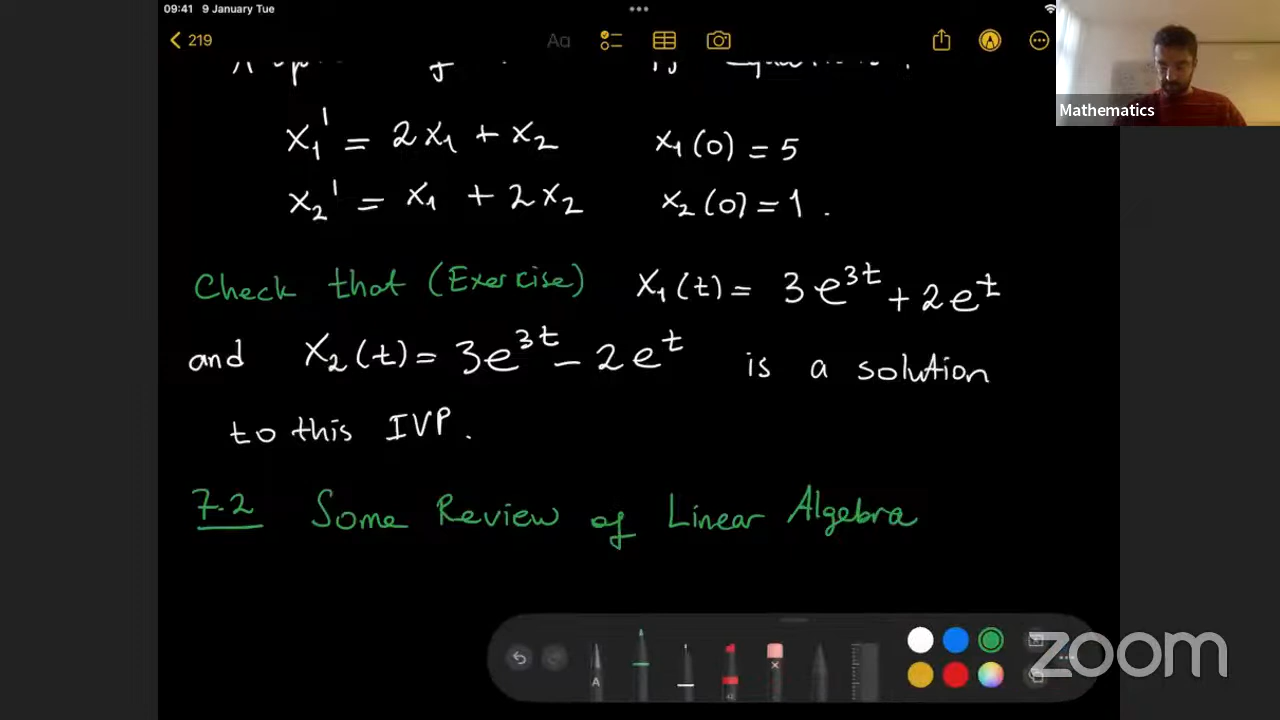 09:41 9 January Tue
219
Aa
Mathematics
x₁' = 2x₁ + x₂ x₁(0) = 5
x₂' = x₁ + 2x₂ x₂(0) = 1.
Check that (Exercise) x₁(t) = 3e^{3t} + 2e^t
and x₂(t) = 3e^{3t} - 2e^t is a solution
to this IVP.
7.2 Some Review of Linear Algebra
A
zoom